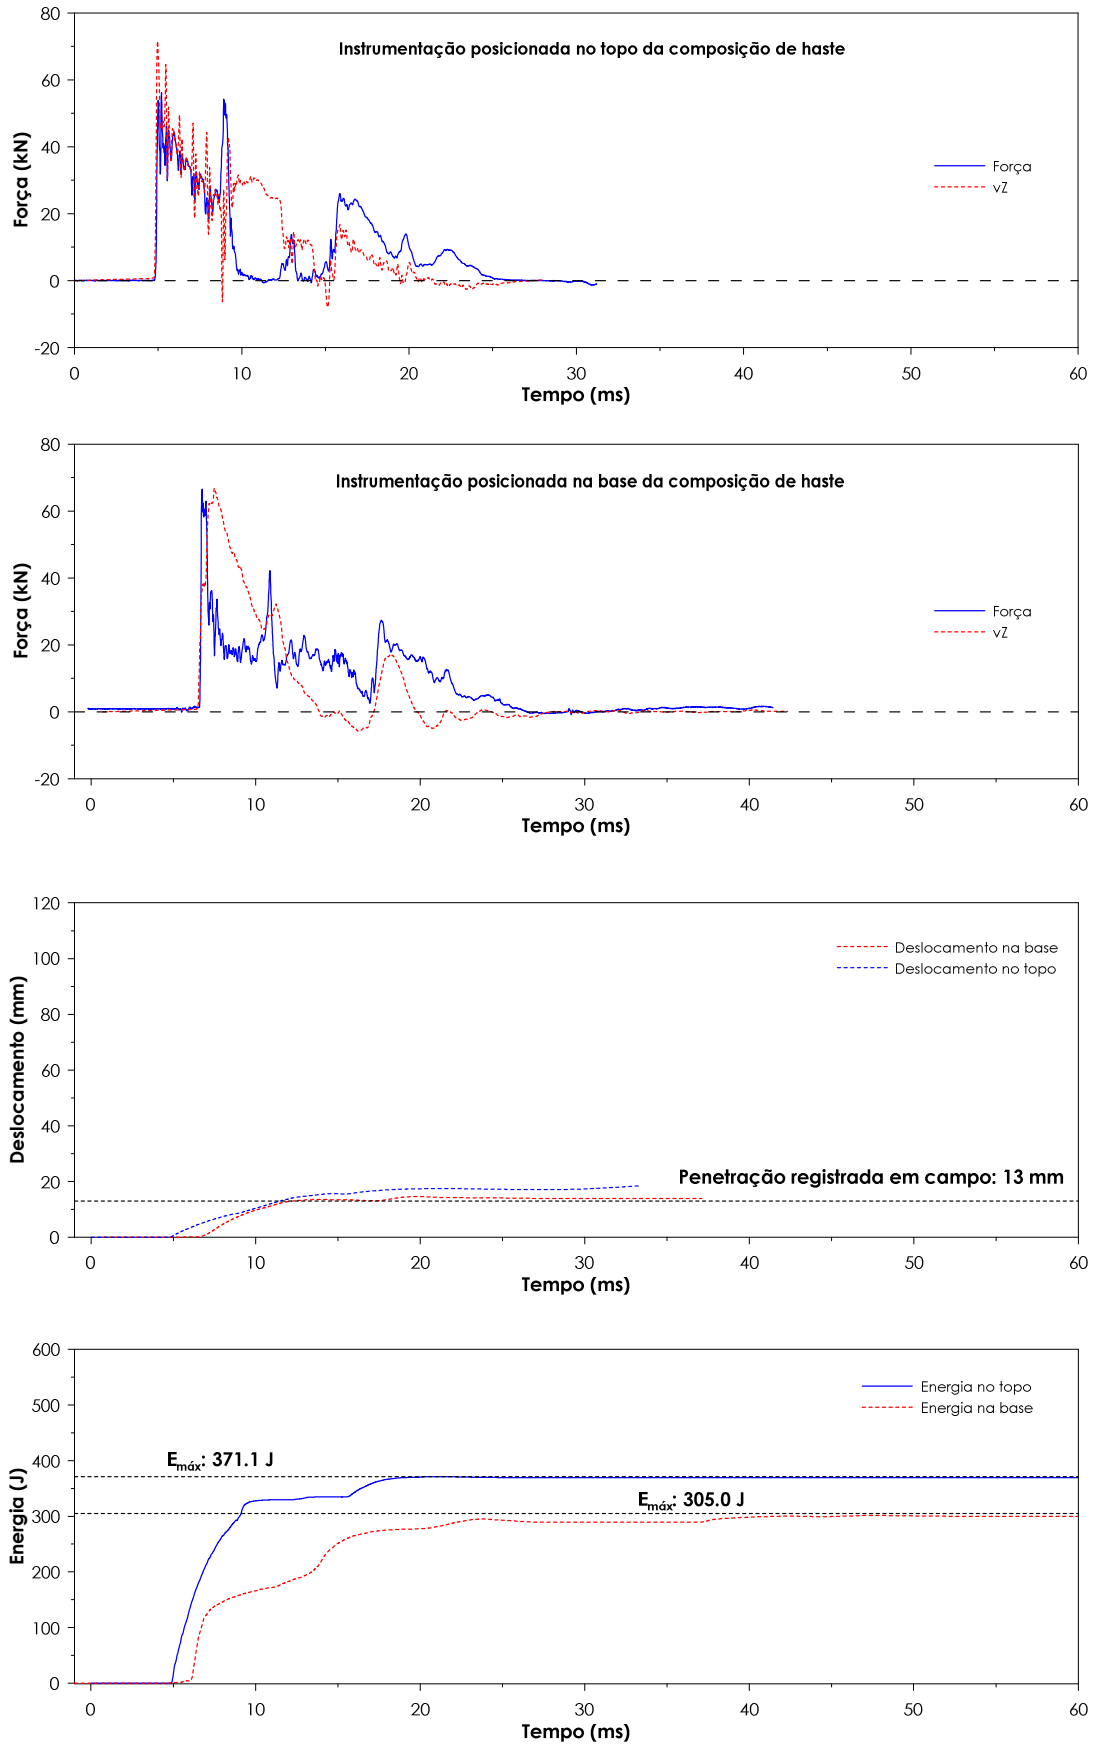 80
Instrumentação posicionada no topo da composição de haste
60
40
Força
vZ
20
0
-20
Força (kN)
0 10 20 30 40 50 60
Tempo (ms)
80
Instrumentação posicionada na base da composição de haste
60
40
Força
vZ
20
0
-20
Força (kN)
0 10 20 30 40 50 60
Tempo (ms)
120
Deslocamento na base
Deslocamento no topo
100
80
60
40
20
Penetração registrada em campo: 13 mm
0
Deslocamento (mm)
0 10 20 30 40 50 60
Tempo (ms)
600
Energia no topo
Energia na base
500
400
Emáx: 371.1 J
Emáx: 305.0 J
300
200
100
0
Energia (J)
0 10 20 30 40 50 60
Tempo (ms)